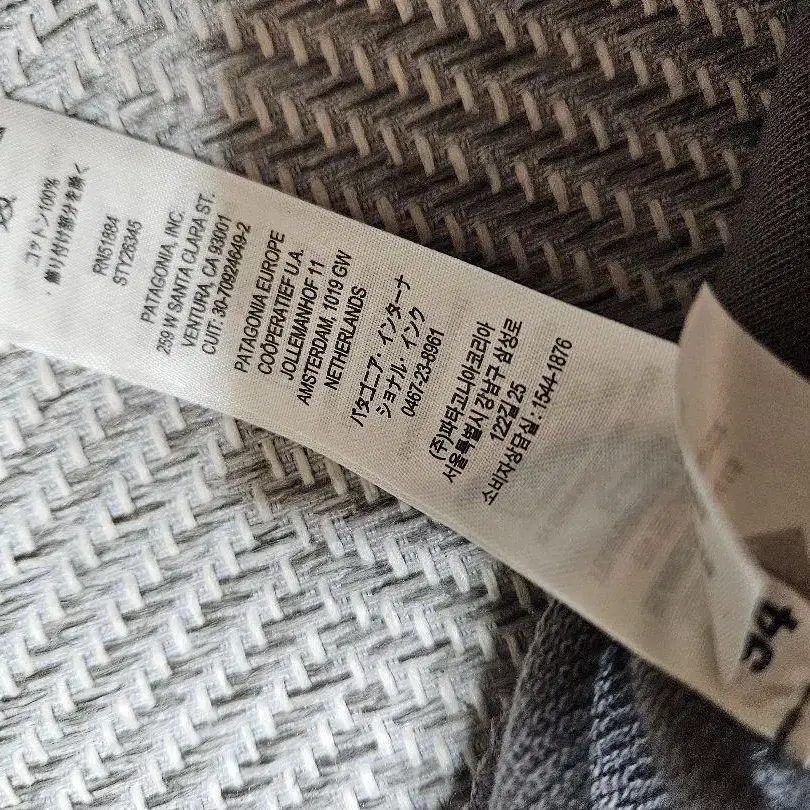 コットン100%
・飾り付け部分を除く
RN51884
STY26345
PATAGONIA, INC.
259 W SANTA CLARA ST.
VENTURA, CA 93001
CUIT: 30-70924649-2
PATAGONIA EUROPE
COÖPERATIEF U.A.
JOLLEMANHOF 11
AMSTERDAM, 1019 GW
NETHERLANDS
パタゴニア・インターナ
ショナル・インク
0467-23-8961
(주)파타고니아코리아
서울특별시 강남구 삼성로
122길 25
소비자상담실 : 1544-1876